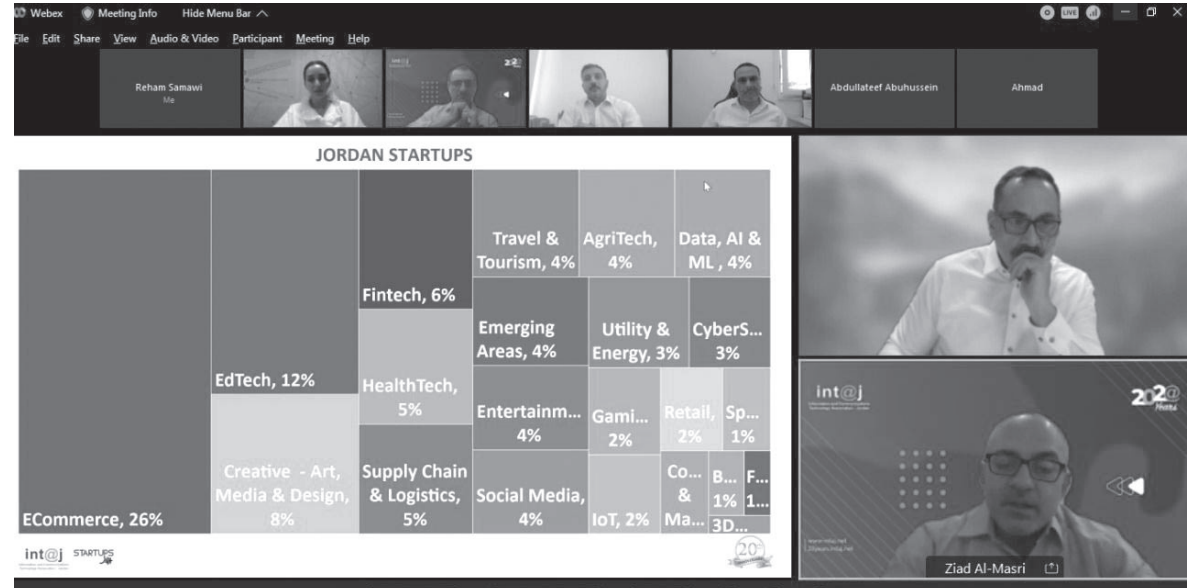 Webex Meeting Info Hide Menu Bar
LIVE
File Edit Share View Audio & Video Participant Meeting Help
Reham Samawi
Me
Abdullateef Abuhussein
Ahmad
JORDAN STARTUPS
ECommerce, 26%
EdTech, 12%
Creative - Art,
Media & Design,
8%
Fintech, 6%
HealthTech,
5%
Supply Chain
& Logistics,
5%
Travel &
Tourism, 4%
AgriTech,
4%
Data, AI &
ML , 4%
Emerging
Areas, 4%
Utility &
Energy, 3%
CyberS...
3%
Entertainm...
4%
Gami...
2%
Retail,
2%
Sp...
1%
Social Media,
4%
IoT, 2%
Co...
&
Ma...
B...
1%
F...
1...
3D...
int@j
STARTUPS
20
int@j
Ziad Al-Masri